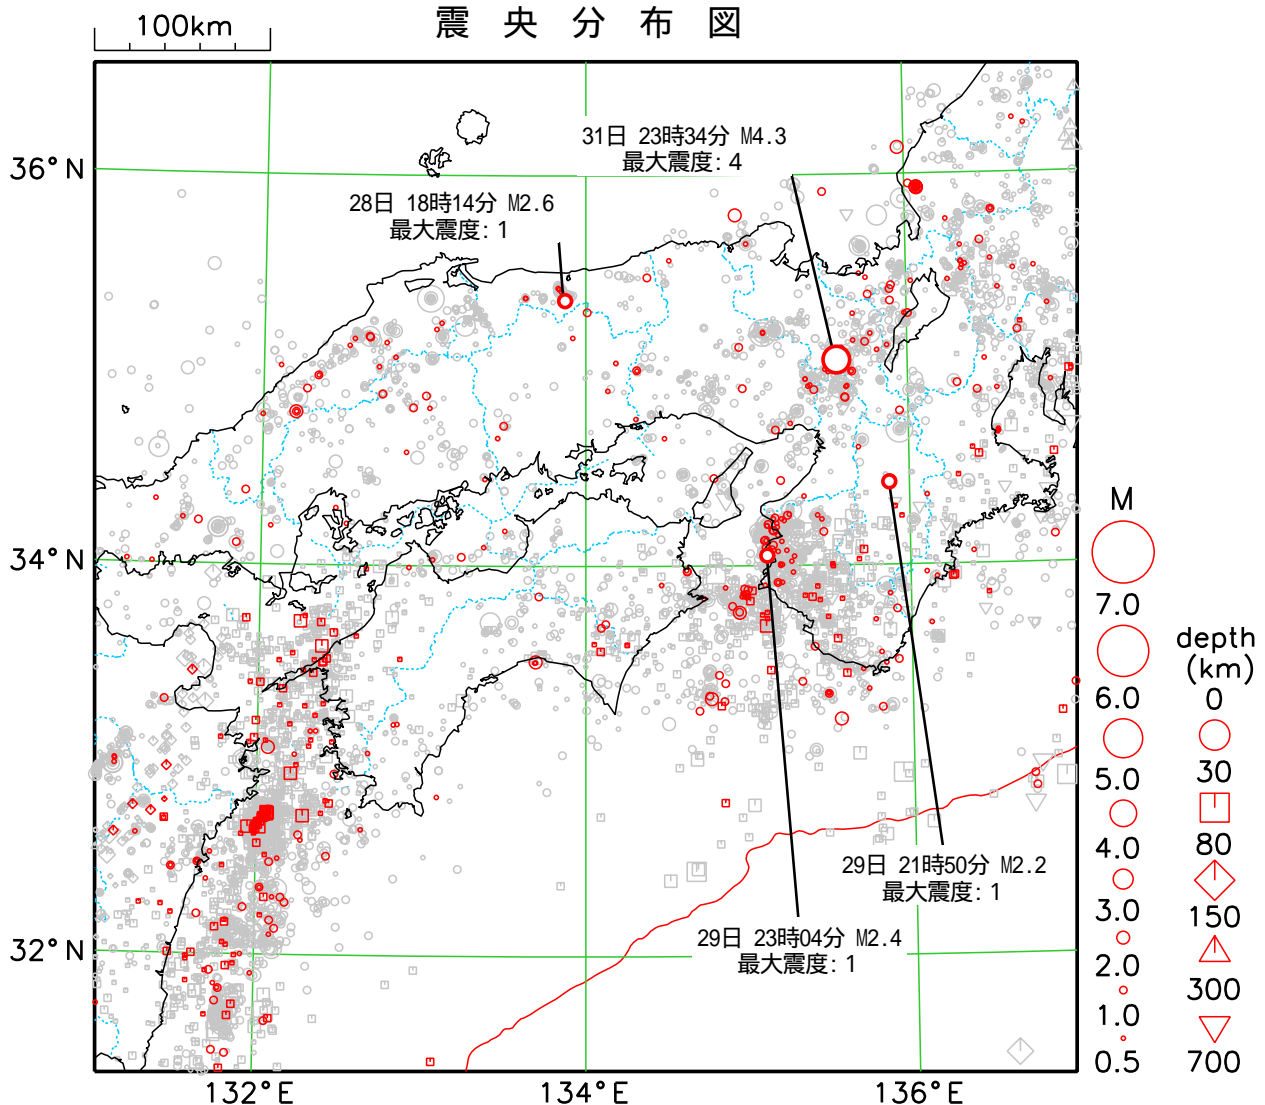 震 央 分 布 図
100km
31日 23時34分 M4.3
最大震度: 4
28日 18時14分 M2.6
最大震度: 1
29日 21時50分 M2.2
最大震度: 1
29日 23時04分 M2.4
最大震度: 1
36°N
34°N
32°N
132°E
134°E
136°E
M
7.0
6.0
5.0
4.0
3.0
2.0
1.0
0.5
depth
(km)
0
30
80
150
300
700